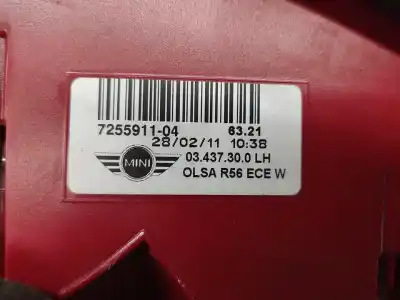 7255911-04 63.21
28/02/11 10:38
MINI 03.437.30.0 LH
OLSA R56 ECE W